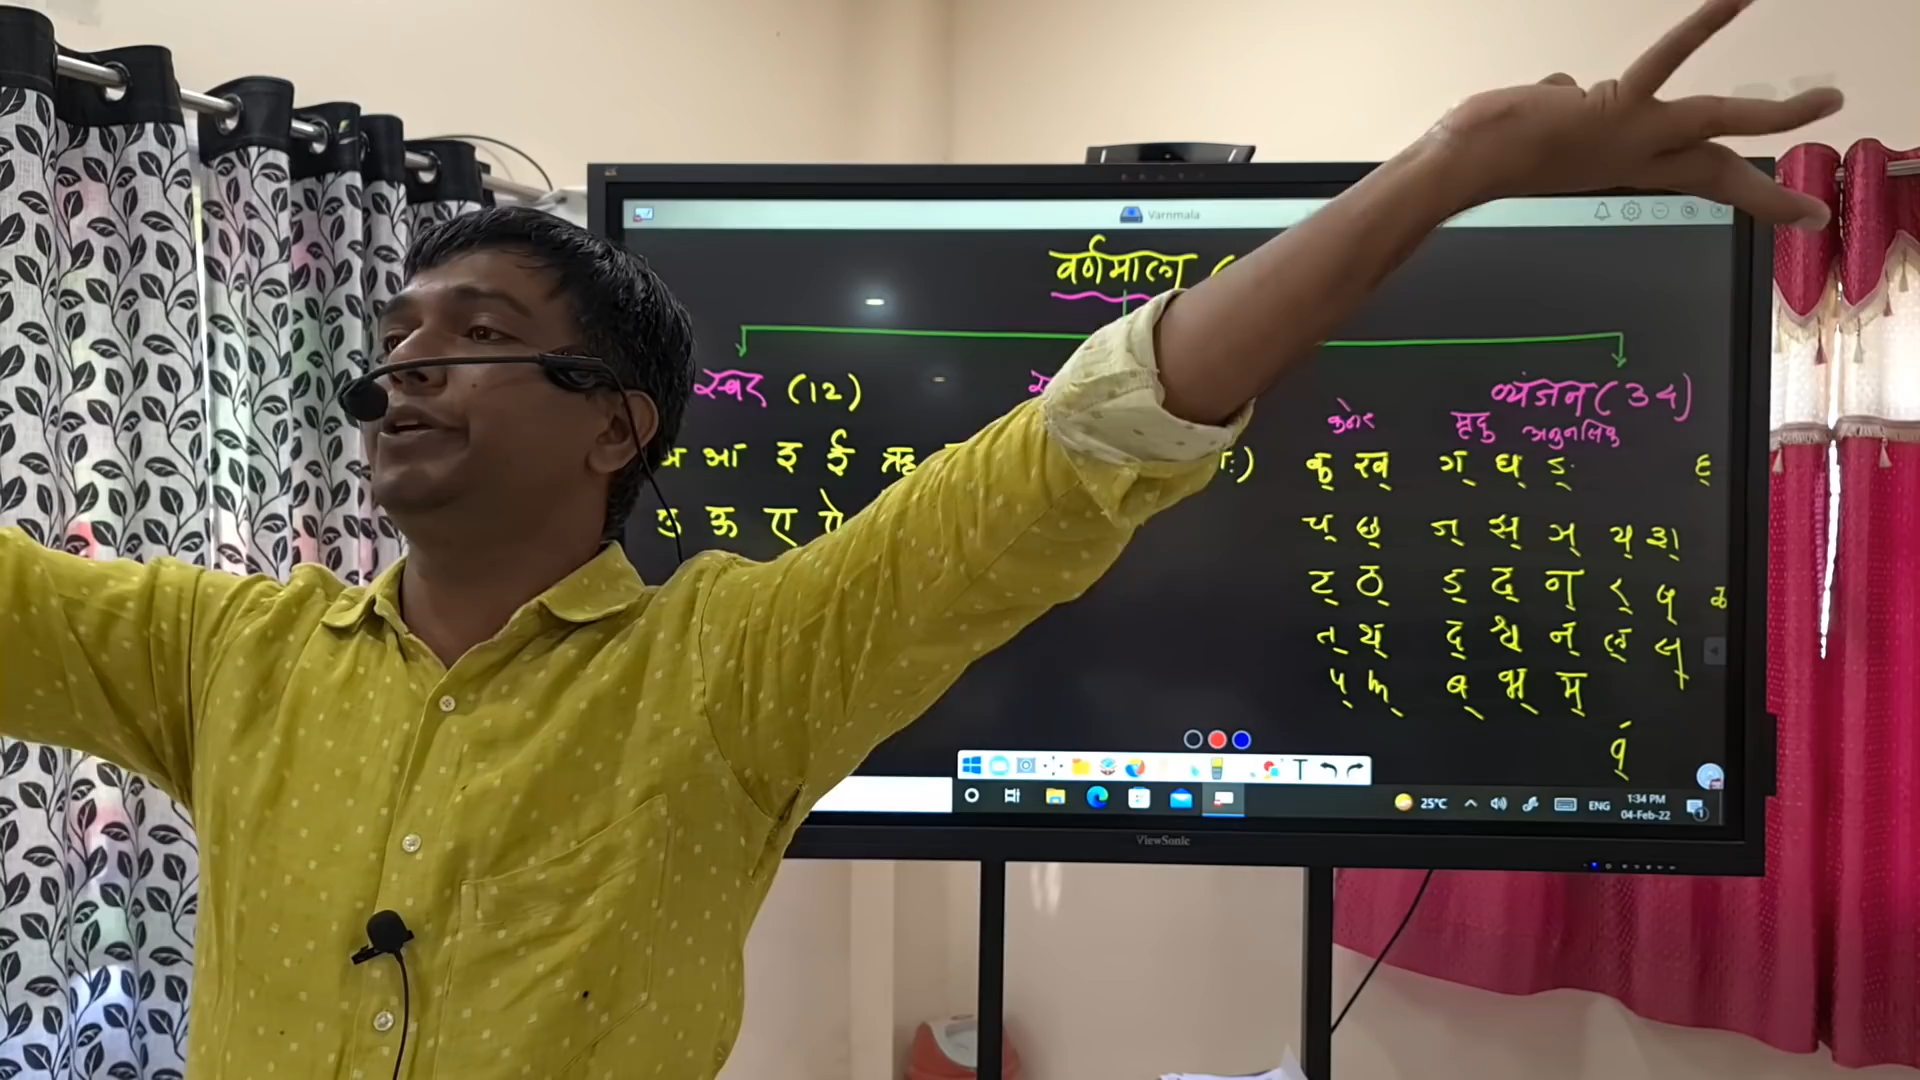 Varnmala
वर्णमाला (
स्वर (12)
व्यंजन (34)
कठोर मृदु अनुनासिक
अ आ इ ई ऋ
क् ख् ग् घ् ङ् ह्
उ ऊ ए ऐ
च् छ् ज् झ् ञ् य् श्
ट् ठ् ड् ढ् ण् र् ष्
त् थ् द् ध् न् ल् स्
प् फ् ब् भ् म्
व्
T
25°C
ENG
1:34 PM
04-Feb-22
ViewSonic